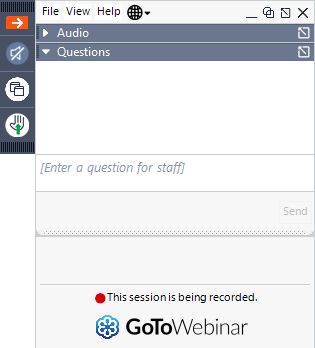 File View Help
Audio
Questions
[Enter a question for staff]
Send
This session is being recorded.
GoToWebinar